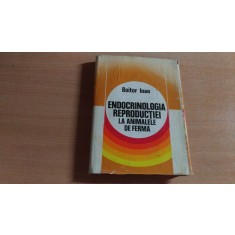 Boitor Ioan
ENDOCRINOLOGIA
REPRODUCȚIEI
LA ANIMALELE
DE FERMĂ